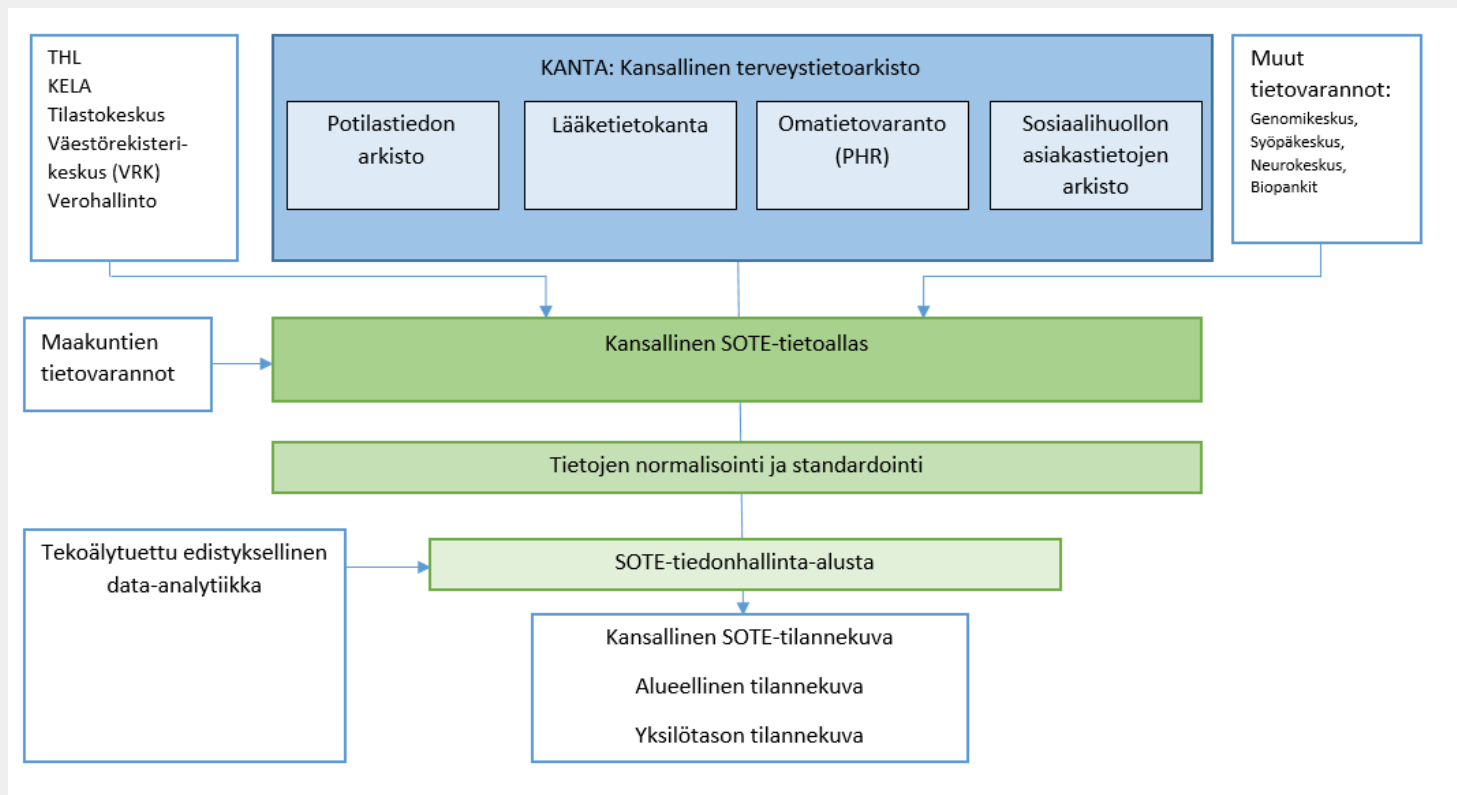 THL
KELA
Tilastokeskus
Väestörekisteri-
keskus (VRK)
Verohallinto
KANTA: Kansallinen terveystietoarkisto
Potilastiedon
arkisto
Lääketietokanta
Omatietovaranto
(PHR)
Sosiaalihuollon
asiakastietojen
arkisto
Muut
tietovarannot:
Genomikeskus,
Syöpäkeskus,
Neurokeskus,
Biopankit
Maakuntien
tietovarannot
Kansallinen SOTE-tietoallas
Tietojen normalisointi ja standardointi
Tekoälytuettu edistyksellinen
data-analytiikka
SOTE-tiedonhallinta-alusta
Kansallinen SOTE-tilannekuva
Alueellinen tilannekuva
Yksilötason tilannekuva